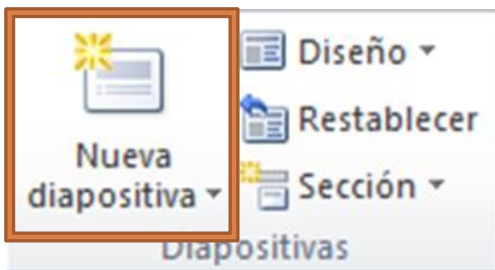 Nueva
diapositiva
Diseño
Restablecer
Sección
Diapositivas